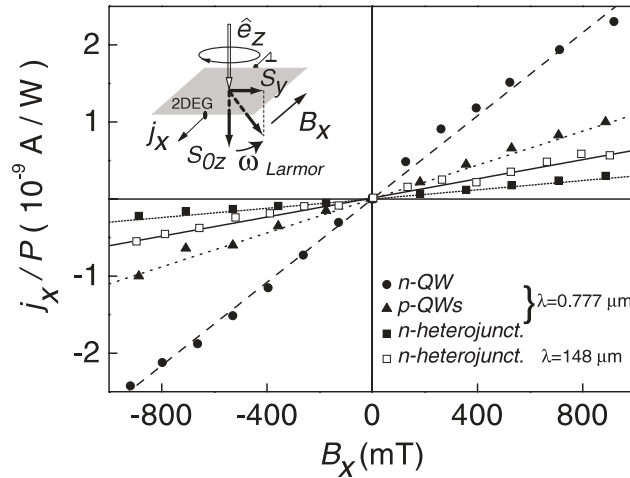 j_x / P ( 10^-9 A / W )
2
1
0
-1
-2
ê_z
S_y
2DEG
B_x
j_x
S_0z
ω_Larmor
n-QW
p-QWs
n-heterojunct.
} λ=0.777 μm
n-heterojunct. λ=148 μm
-800 -400 0 400 800
B_x (mT)